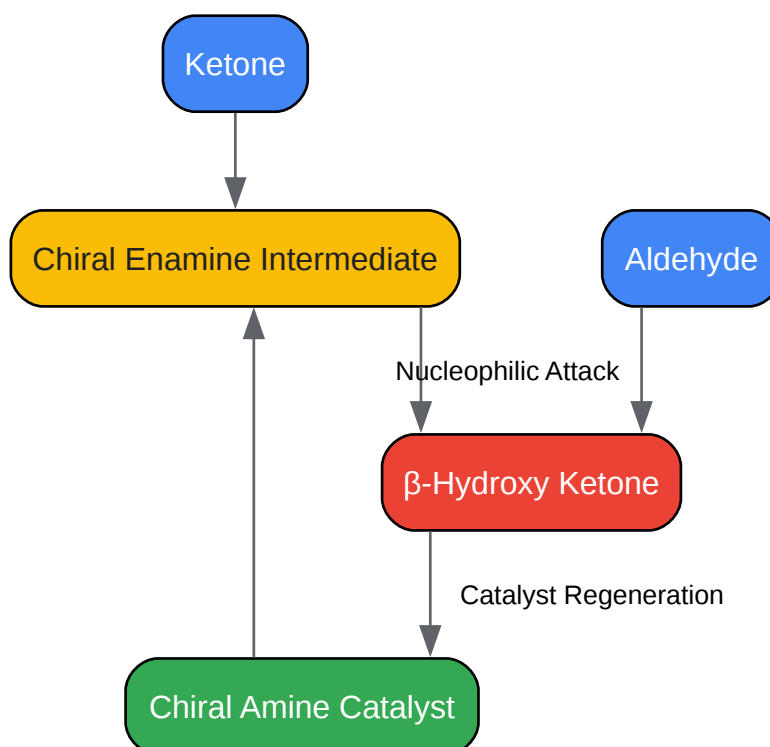 Ketone
Chiral Enamine Intermediate
Aldehyde
Nucleophilic Attack
β-Hydroxy Ketone
Catalyst Regeneration
Chiral Amine Catalyst